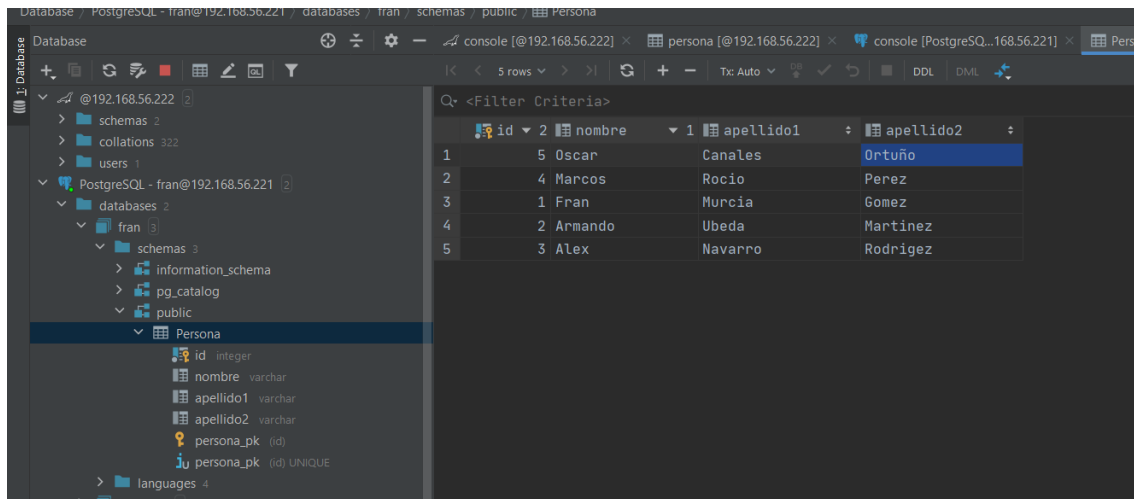 Database / PostgreSQL - fran@192.168.56.221 / databases / fran / schemas / public / Persona
1: Database
Database
console [@192.168.56.222] × persona [@192.168.56.222] × console [PostgreSQ...168.56.221] × Pers
5 rows Tx: Auto DB DDL DML
@192.168.56.222 2
schemas 2
collations 322
users 1
PostgreSQL - fran@192.168.56.221 2
databases 2
fran 3
schemas 3
information_schema
pg_catalog
public
Persona
id integer
nombre varchar
apellido1 varchar
apellido2 varchar
persona_pk (id)
persona_pk (id) UNIQUE
languages 4
<Filter Criteria>
id 2 nombre 1 apellido1 apellido2
1 5 Oscar Canales Ortuño
2 4 Marcos Rocio Perez
3 1 Fran Murcia Gomez
4 2 Armando Ubeda Martinez
5 3 Alex Navarro Rodrigez